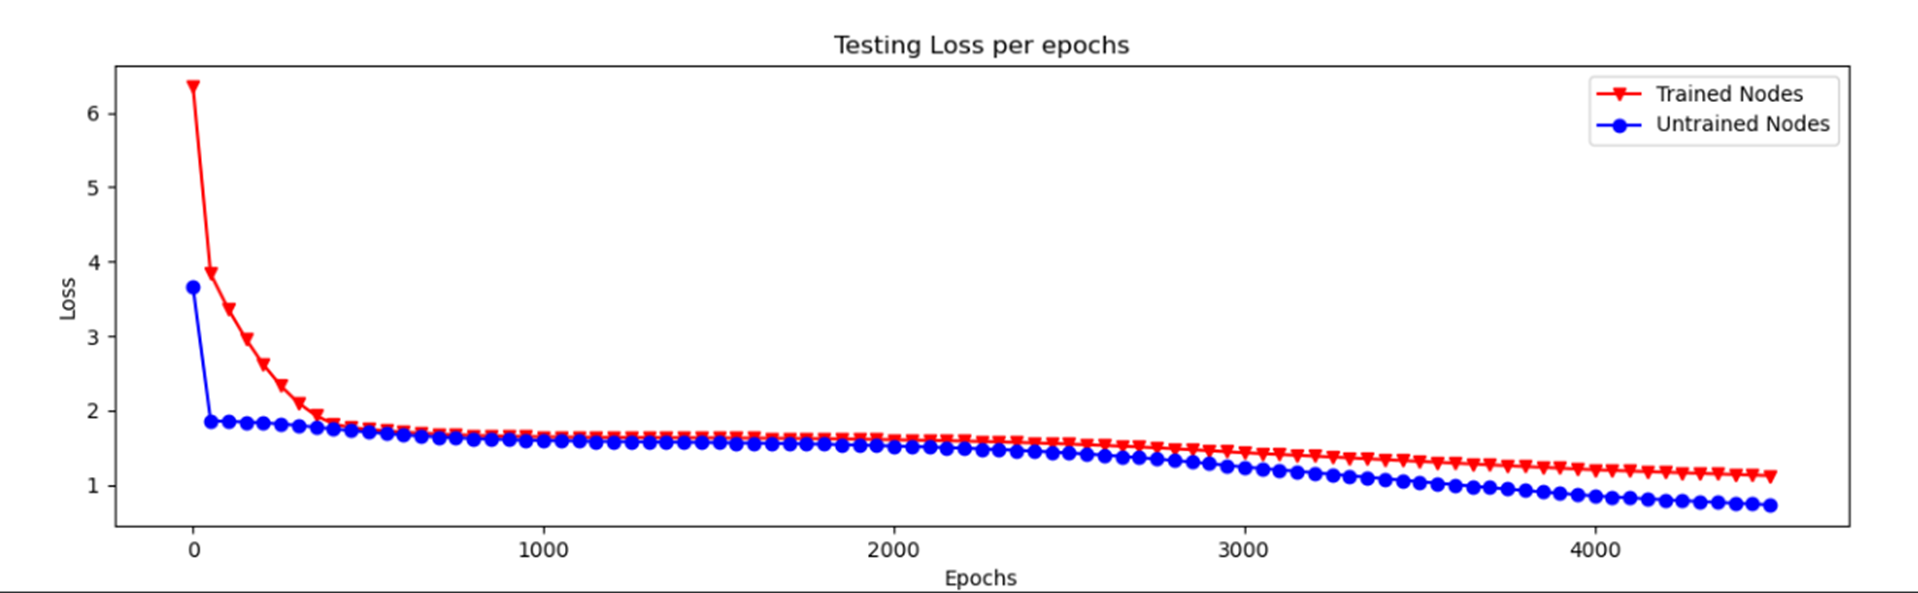 Testing Loss per epochs
Trained Nodes
Untrained Nodes
Loss
6
5
4
3
2
1
0 1000 2000 3000 4000
Epochs